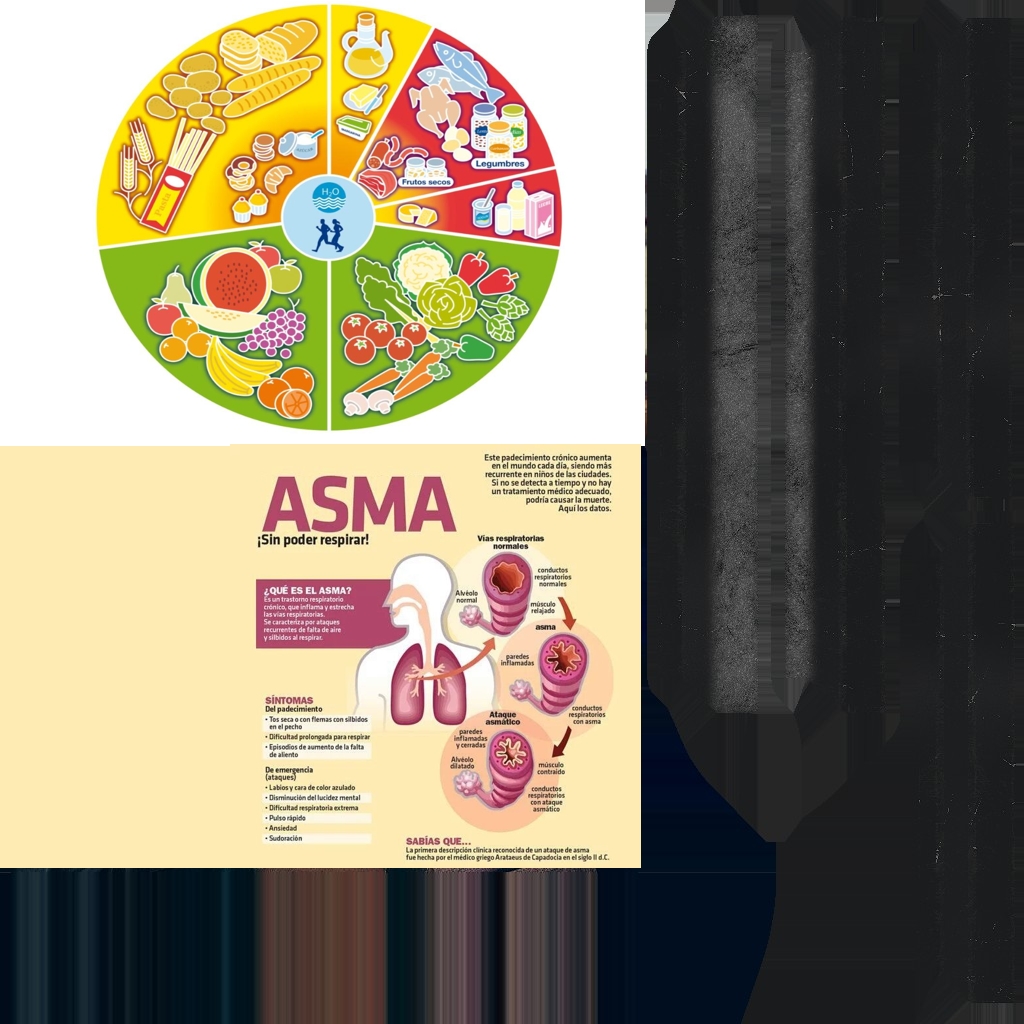 H₂O
Legumbres
Frutos secos
Pasta
Este padecimiento crónico aumenta
en el mundo cada día, siendo más
recurrente en niños de las ciudades.
Si no se detecta a tiempo y no hay
un tratamiento médico adecuado,
podría causar la muerte.
Aquí los datos.
ASMA
¡Sin poder respirar!
¿QUÉ ES EL ASMA?
Es un trastorno respiratorio
crónico, que inflama y estrecha
las vías respiratorias.
Se caracteriza por ataques
recurrentes de falta de aire
y silbidos al respirar.
Vías respiratorias
normales
conductos
respiratorios
normales
Alvéolo
normal
músculo
relajado
asma
paredes
inflamadas
conductos
respiratorios
con asma
Ataque
asmático
paredes
inflamadas
y cerradas
Alvéolo
dilatado
músculo
contraído
conductos
respiratorios
con ataque
asmático
SÍNTOMAS
Del padecimiento
• Tos seca o con flemas con silbidos
en el pecho
• Dificultad prolongada para respirar
• Episodios de aumento de la falta
de aliento
De emergencia
(ataques)
• Labios y cara de color azulado
• Disminución del lucidez mental
• Dificultad respiratoria extrema
• Pulso rápido
• Ansiedad
• Sudoración
SABÍAS QUE...
La primera descripción clínica reconocida de un ataque de asma
fue hecha por el médico griego Arataeus de Capadocia en el siglo II d.C.